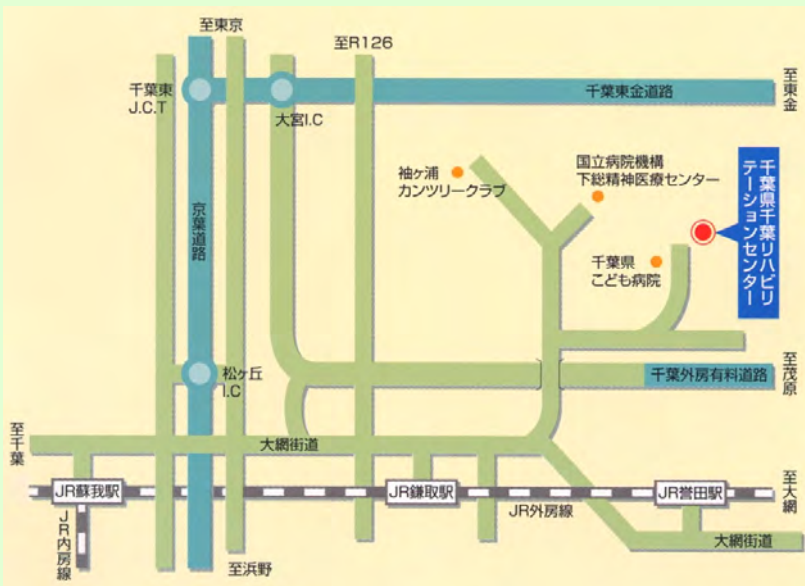 至東京
至R126
千葉東
J.C.T
大宮I.C
千葉東金道路
至東金
京葉道路
袖ヶ浦
カンツリークラブ
国立病院機構
下総精神医療センター
千葉県千葉リハビリ
テーションセンター
千葉県
こども病院
松ヶ丘
I.C
千葉外房有料道路
至茂原
至千葉
大網街道
JR蘇我駅
JR鎌取駅
JR誉田駅
至大網
JR外房線
JR内房線
至浜野
大網街道